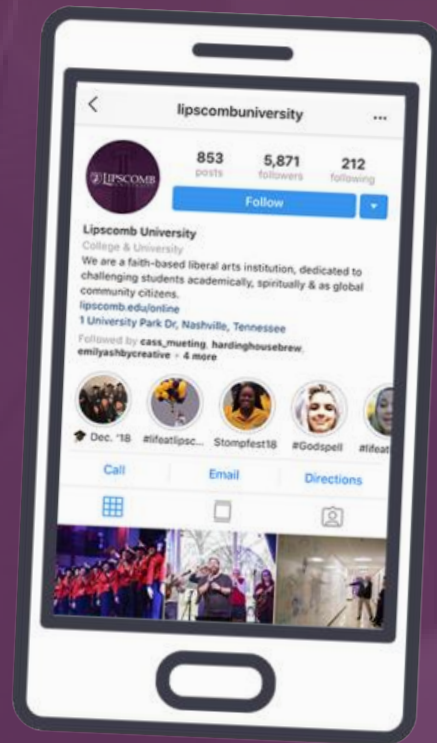 lipscombuniversity
LIPSCOMB
853 5,871 212
posts followers following
Follow
Lipscomb University
College & University
We are a faith-based liberal arts institution, dedicated to
challenging students academically, spiritually & as global
community citizens.
lipscomb.edu/online
1 University Park Dr, Nashville, Tennessee
Followed by cass_mueting, hardinghousebrew,
emilyashbycreative + 4 more
Dec. '18 #lifeatlipsc... Stompfest18 #Godspell #lifeat
Call Email Directions